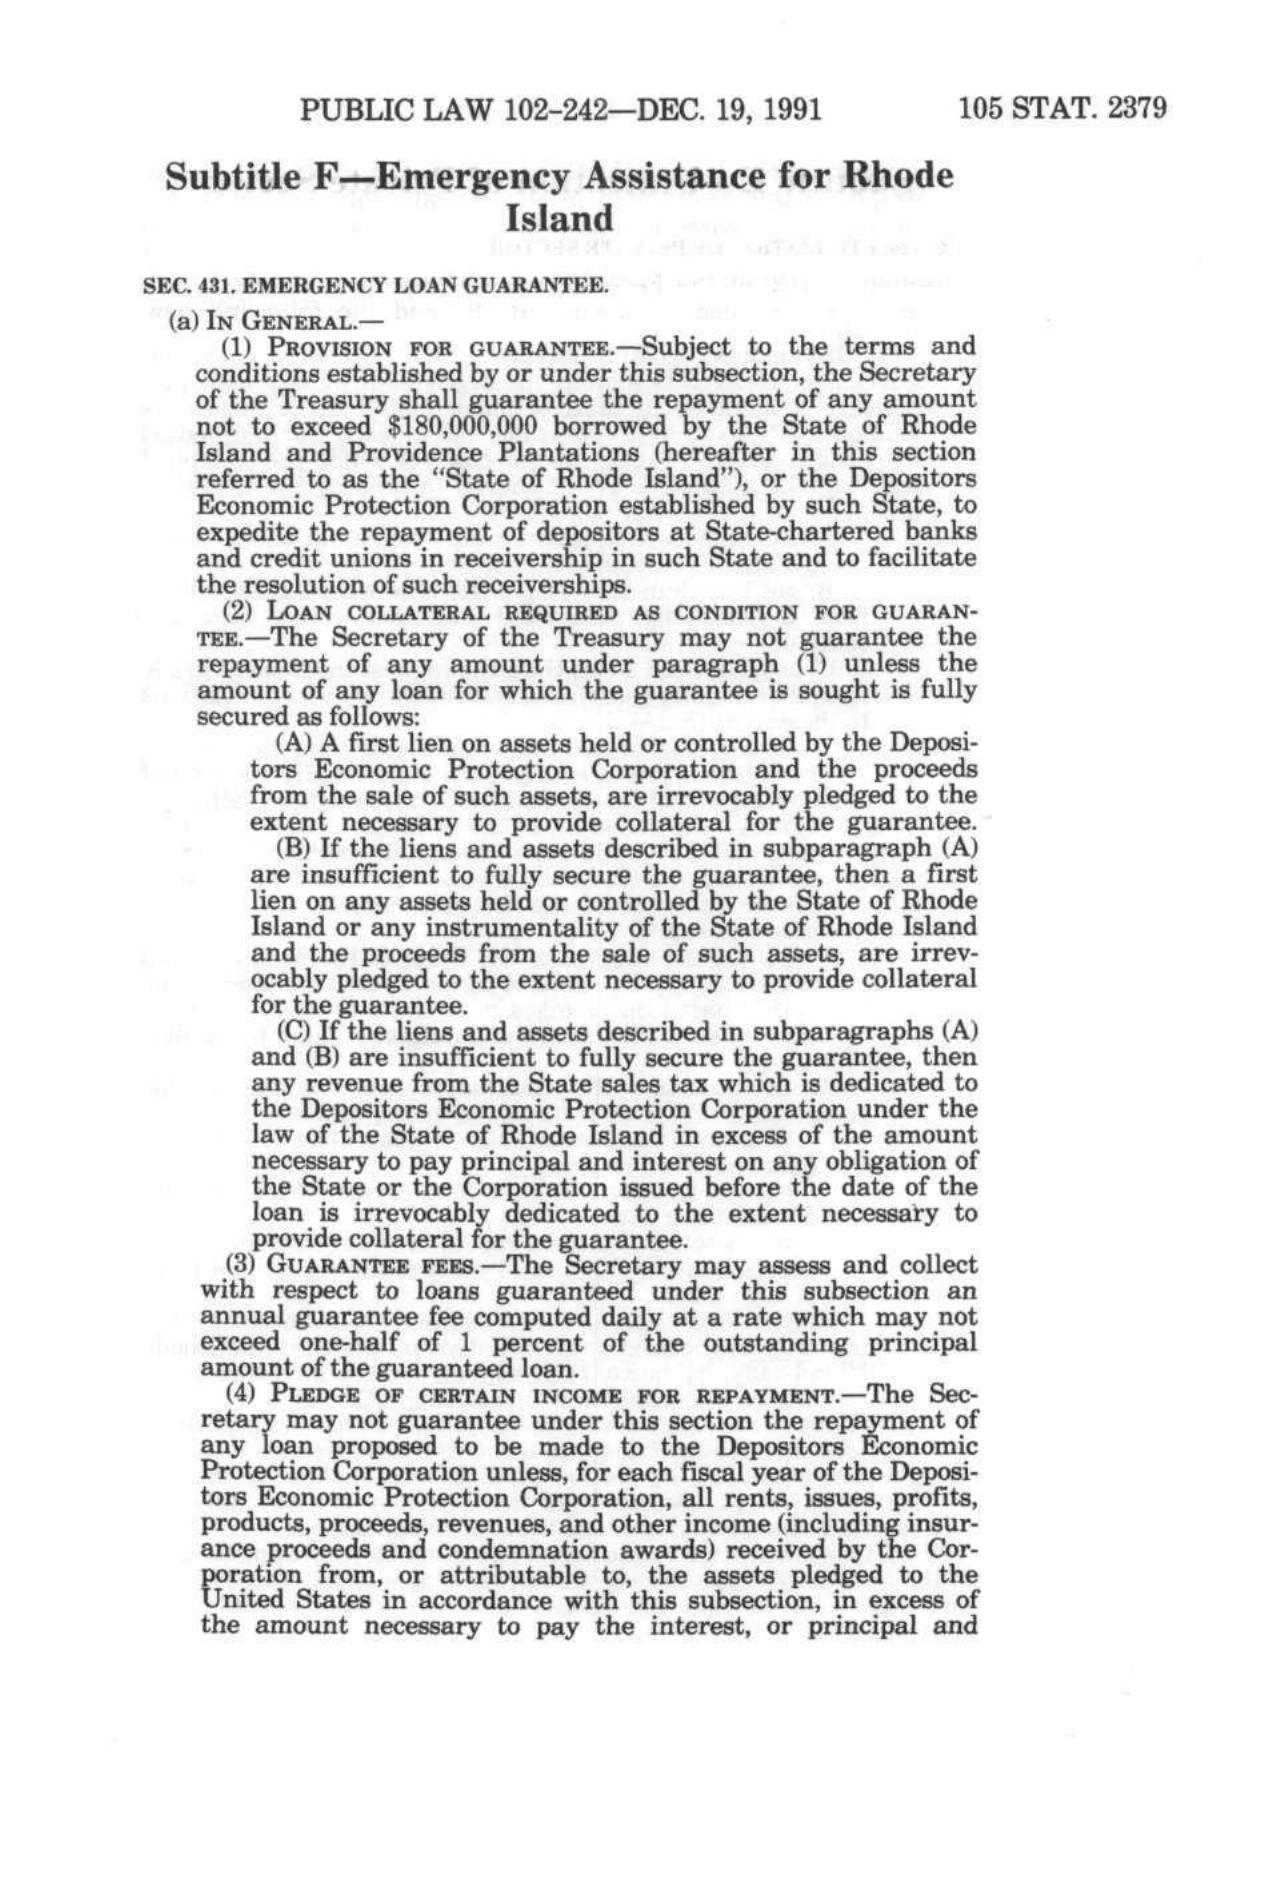 PUBLIC LAW 102-242—DEC. 19, 1991 105 STAT. 2379
Subtitle F—Emergency Assistance for Rhode
Island
SEC. 431. EMERGENCY LOAN GUARANTEE.
(a) IN GENERAL.—
(1) PROVISION FOR GUARANTEE.—Subject to the terms and
conditions established by or under this subsection, the Secretary
of the Treasury shall guarantee the repayment of any amount
not to exceed $180,000,000 borrowed by the State of Rhode
Island and Providence Plantations (hereafter in this section
referred to as the “State of Rhode Island”), or the Depositors
Economic Protection Corporation established by such State, to
expedite the repayment of depositors at State-chartered banks
and credit unions in receivership in such State and to facilitate
the resolution of such receiverships.
(2) LOAN COLLATERAL REQUIRED AS CONDITION FOR GUARAN-
TEE.—The Secretary of the Treasury may not guarantee the
repayment of any amount under paragraph (1) unless the
amount of any loan for which the guarantee is sought is fully
secured as follows:
(A) A first lien on assets held or controlled by the Deposi-
tors Economic Protection Corporation and the proceeds
from the sale of such assets, are irrevocably pledged to the
extent necessary to provide collateral for the guarantee.
(B) If the liens and assets described in subparagraph (A)
are insufficient to fully secure the guarantee, then a first
lien on any assets held or controlled by the State of Rhode
Island or any instrumentality of the State of Rhode Island
and the proceeds from the sale of such assets, are irrev-
ocably pledged to the extent necessary to provide collateral
for the guarantee.
(C) If the liens and assets described in subparagraphs (A)
and (B) are insufficient to fully secure the guarantee, then
any revenue from the State sales tax which is dedicated to
the Depositors Economic Protection Corporation under the
law of the State of Rhode Island in excess of the amount
necessary to pay principal and interest on any obligation of
the State or the Corporation issued before the date of the
loan is irrevocably dedicated to the extent necessary to
provide collateral for the guarantee.
(3) GUARANTEE FEES.—The Secretary may assess and collect
with respect to loans guaranteed under this subsection an
annual guarantee fee computed daily at a rate which may not
exceed one-half of 1 percent of the outstanding principal
amount of the guaranteed loan.
(4) PLEDGE OF CERTAIN INCOME FOR REPAYMENT.—The Sec-
retary may not guarantee under this section the repayment of
any loan proposed to be made to the Depositors Economic
Protection Corporation unless, for each fiscal year of the Deposi-
tors Economic Protection Corporation, all rents, issues, profits,
products, proceeds, revenues, and other income (including insur-
ance proceeds and condemnation awards) received by the Cor-
poration from, or attributable to, the assets pledged to the
United States in accordance with this subsection, in excess of
the amount necessary to pay the interest, or principal and